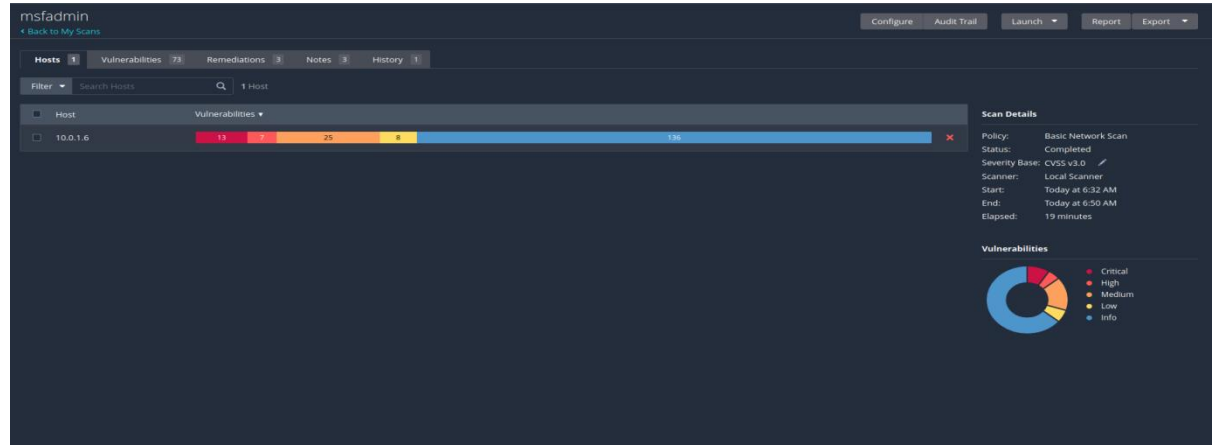 msfadmin
Back to My Scans
Configure Audit Trail Launch Report Export
Hosts 1 Vulnerabilities 73 Remediations 3 Notes 3 History 1
Filter Search Hosts 1 Host
Host Vulnerabilities
10.0.1.6 13 7 25 8 136
Scan Details
Policy: Basic Network Scan
Status: Completed
Severity Base: CVSS v3.0
Scanner: Local Scanner
Start: Today at 6:32 AM
End: Today at 6:50 AM
Elapsed: 19 minutes
Vulnerabilities
Critical
High
Medium
Low
Info